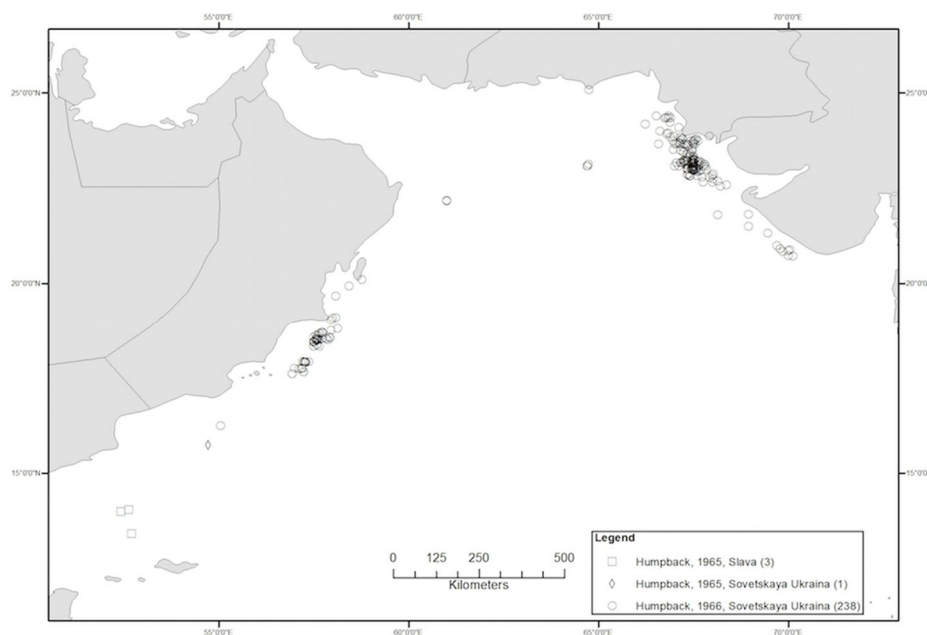 55°0'0"E 60°0'0"E 65°0'0"E 70°0'0"E
25°0'0"N 25°0'0"N
20°0'0"N 20°0'0"N
15°0'0"N 15°0'0"N
Legend
0 125 250 500
Humpback, 1965, Slava (3)
Kilometers
Humpback, 1965, Sovetskaya Ukraina (1)
Humpback, 1966, Sovetskaya Ukraina (238)
55°0'0"E 60°0'0"E 65°0'0"E 70°0'0"E